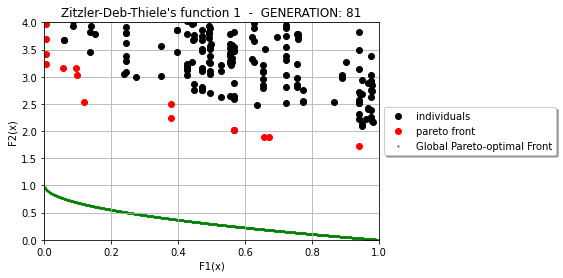 Zitzler-Deb-Thiele's function 1  -  GENERATION: 81
4.0
3.5
3.0
2.5
2.0
1.5
1.0
0.5
0.0
F2(x)
0.0 0.2 0.4 0.6 0.8 1.0
F1(x)
individuals
pareto front
Global Pareto-optimal Front